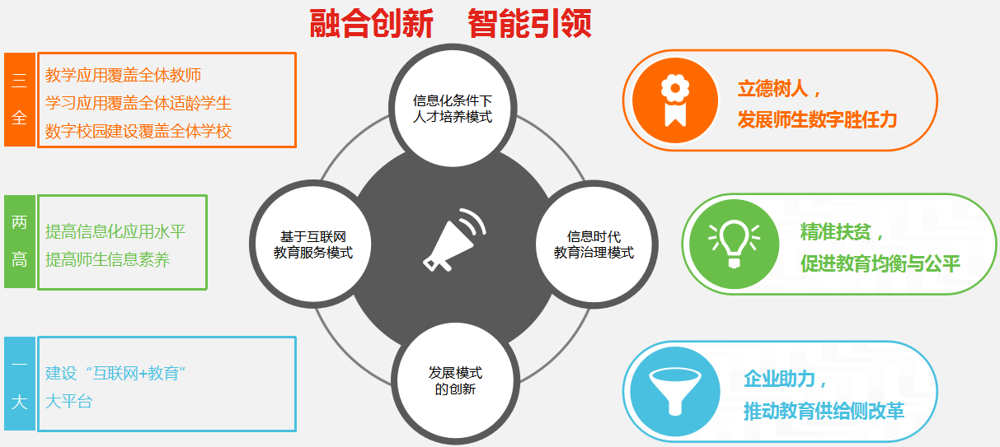 融合创新 智能引领
三
全
教学应用覆盖全体教师
学习应用覆盖全体适龄学生
数字校园建设覆盖全体学校
两
高
提高信息化应用水平
提高师生信息素养
一
大
建设“互联网+教育”
大平台
信息化条件下
人才培养模式
基于互联网
教育服务模式
信息时代
教育治理模式
发展模式
的创新
立德树人，
发展师生数字胜任力
精准扶贫，
促进教育均衡与公平
企业助力，
推动教育供给侧改革